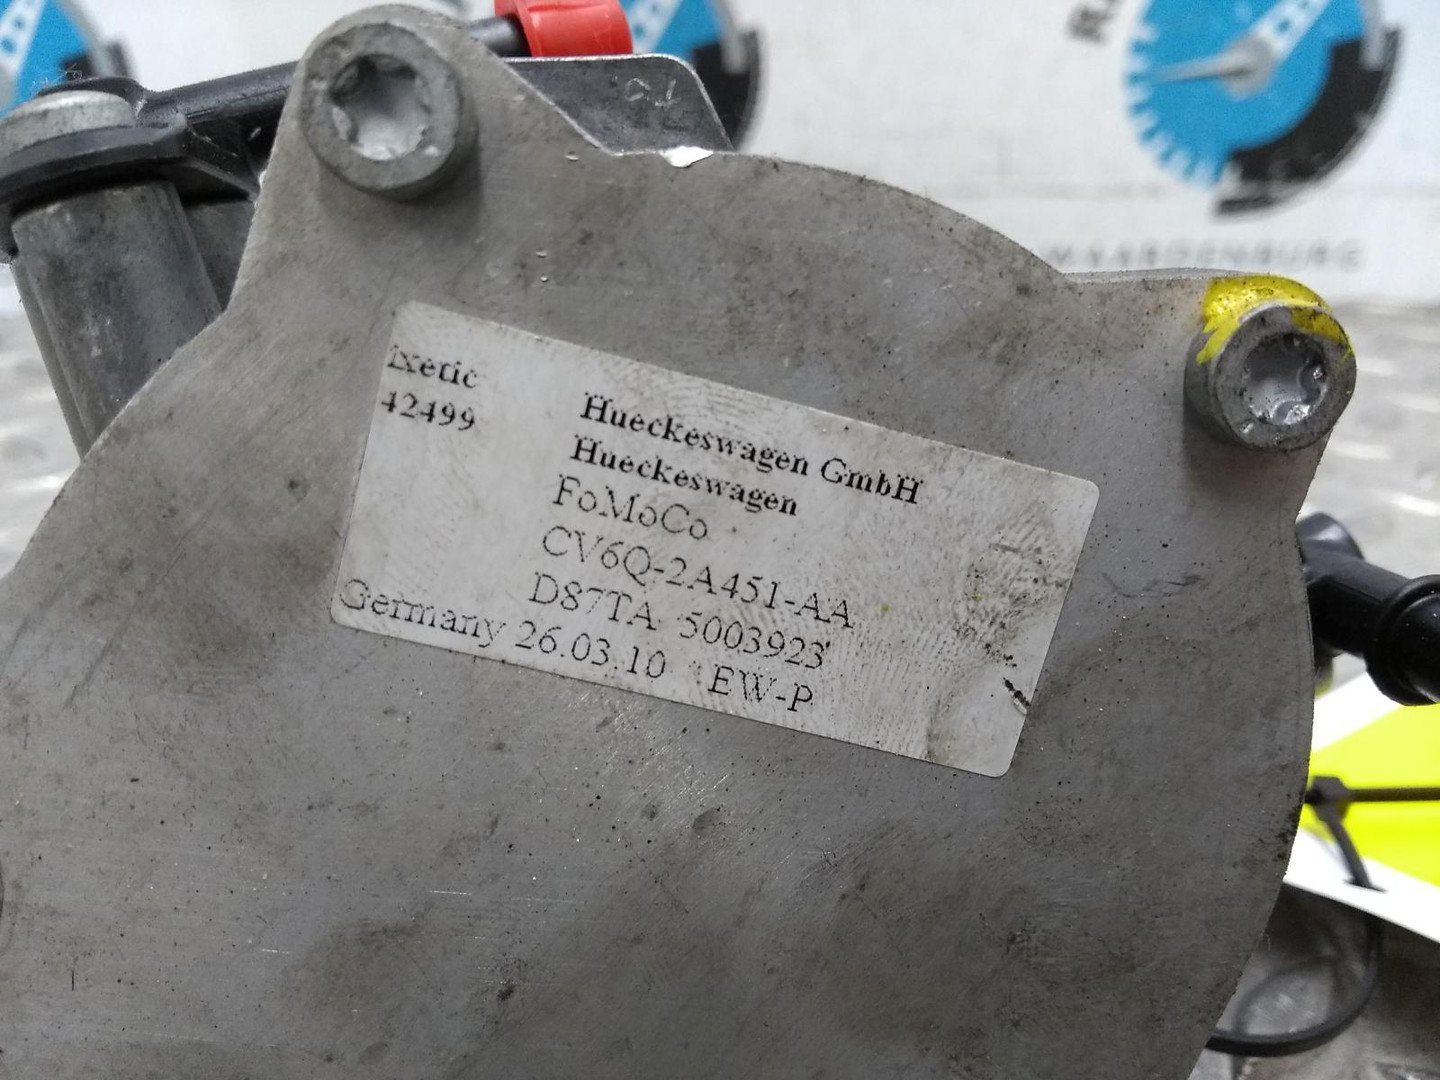 ixetic Hueckeswagen GmbH
42499 Hueckeswagen
FoMoCo
CV6Q-2A451-AA
D87TA 5003923
Germany 26.03.10 EW-P